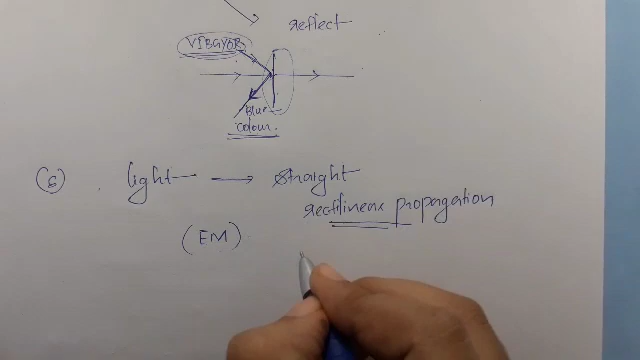 reflect
VIBGYOR
Blue
colour.
6 light → straight
rectilinear propagation
(EM)